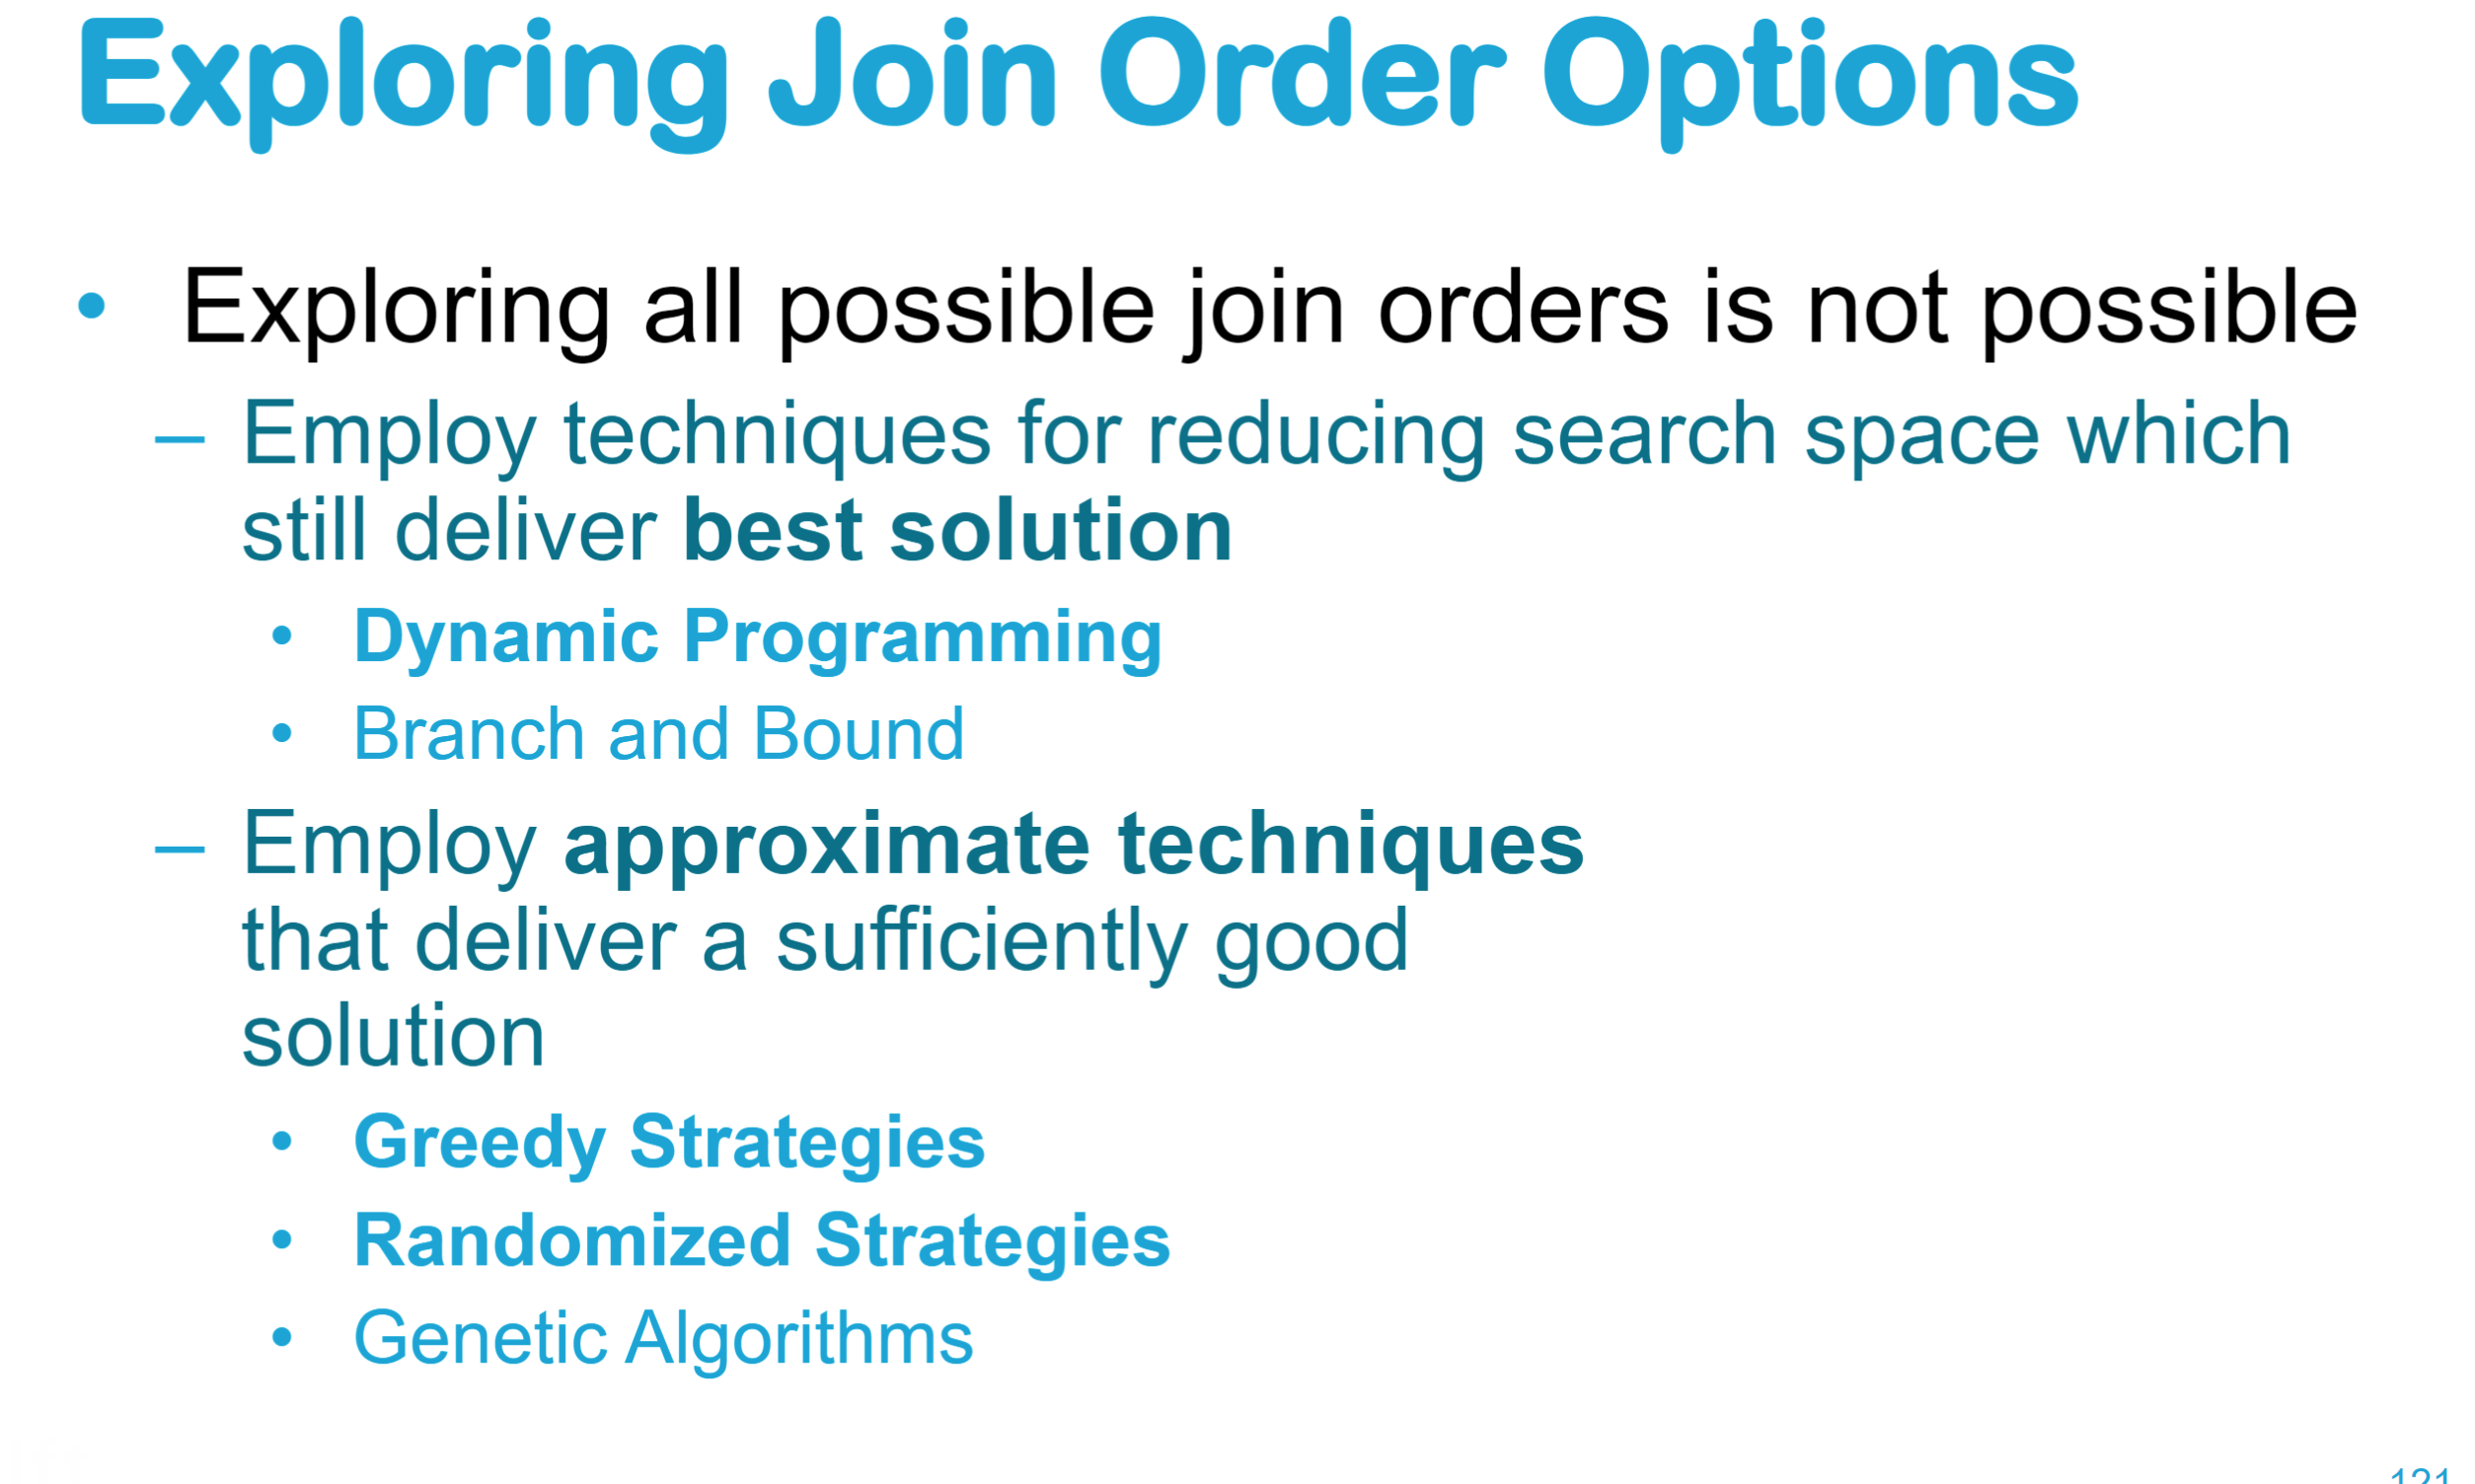 Exploring Join Order Options
• Exploring all possible join orders is not possible
– Employ techniques for reducing search space which
still deliver best solution
• Dynamic Programming
• Branch and Bound
– Employ approximate techniques
that deliver a sufficiently good
solution
• Greedy Strategies
• Randomized Strategies
• Genetic Algorithms
121